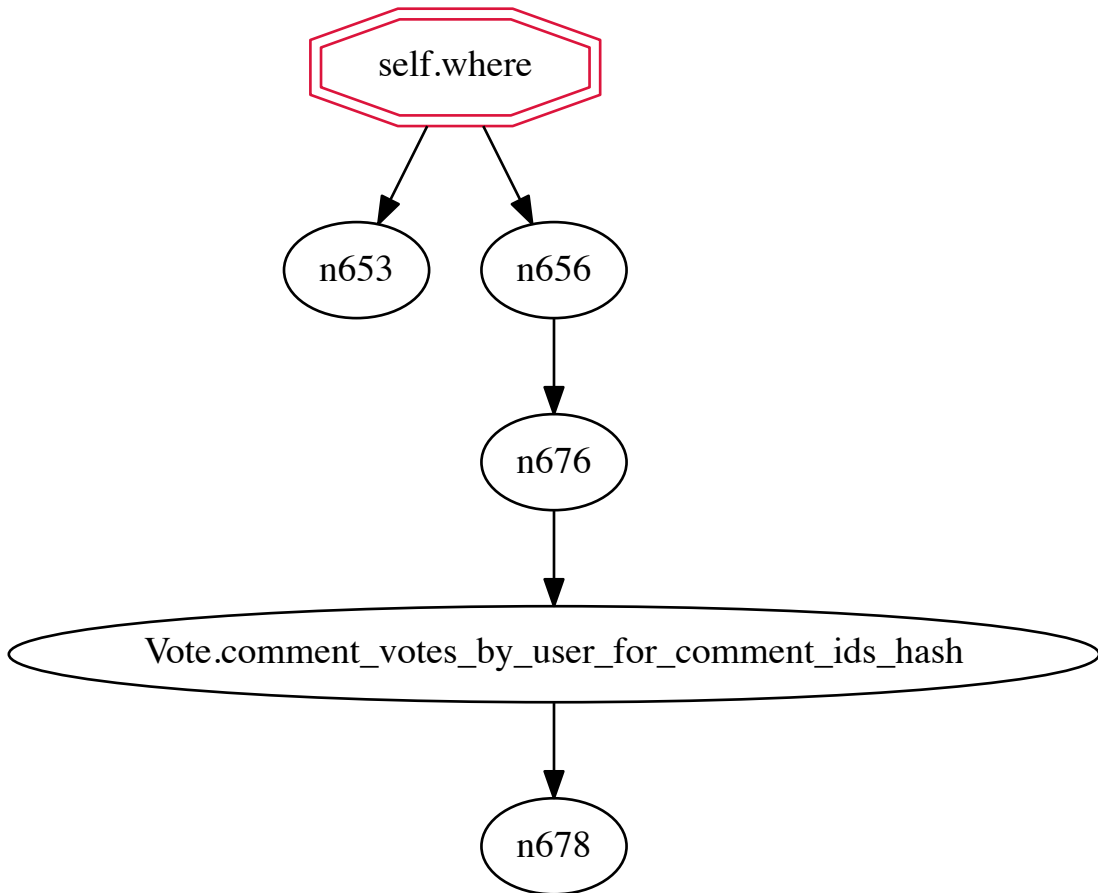 self.where
n653 n656
n676
Vote.comment_votes_by_user_for_comment_ids_hash
n678